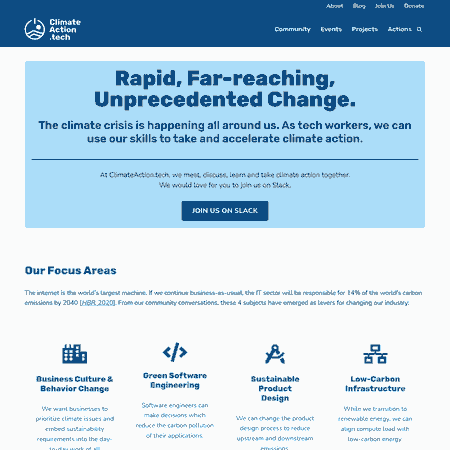 About Blog Join Us Donate
Climate
Action
.tech
Community Events Projects Actions
Rapid, Far-reaching,
Unprecedented Change.
The climate crisis is happening all around us. As tech workers, we can
use our skills to take and accelerate climate action.
At ClimateAction.tech, we meet, discuss, learn and take climate action together.
We would love for you to join us on Slack.
JOIN US ON SLACK
Our Focus Areas
The internet is the world's largest machine. If we continue business-as-usual, the IT sector will be responsible for 14% of the world's carbon
emissions by 2040 [HBR, 2020]. From our community conversations, these 4 subjects have emerged as levers for changing our industry.
Business Culture &
Behavior Change
We want businesses to
prioritize climate issues and
embed sustainability
requirements into the day-
to-day work of all
Green Software
Engineering
Software engineers can
make decisions which
reduce the carbon pollution
of their applications.
Sustainable
Product
Design
We can change the product
design process to reduce
upstream and downstream
emissions.
Low-Carbon
Infrastructure
While we transition to
renewable energy, we can
align compute load with
low-carbon energy